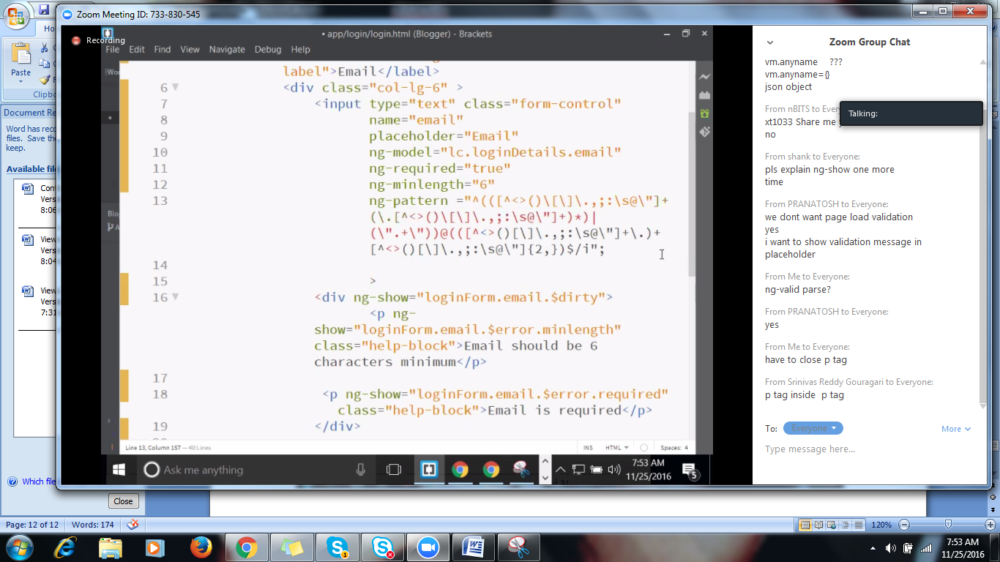 Zoom Meeting ID: 733-830-545
Ho
Paste
Clipb
Document Re
Word has rec
files. Save the
keep.
Available file
Con
Vers
8:06
View
Vers
8:04
View
Vers
7:31
Which file
Close
Page: 12 of 12 Words: 174
120%
Recording
• app/login/login.html (Blogger) - Brackets
File Edit Find View Navigate Debug Help
Wor
Blog
A
label">Email</label>
6 <div class="col-lg-6" >
7 <input type="text" class="form-control"
8 name="email"
9 placeholder="Email"
10 ng-model="lc.loginDetails.email"
11 ng-required="true"
12 ng-minlength="6"
13 ng-pattern ="^(([^<>()\[\]\.,;:\s@\"]+
(\.[^<>()\[\]\.,;:\s@\"]+)*)|
(\".+\"))@(([^<>()[\]\.,;:\s@\"]+\.)+
[^<>()[\]\.,;:\s@\"]{2,})$/i";
14
15 >
16 <div ng-show="loginForm.email.$dirty">
<p ng-
show="loginForm.email.$error.minlength"
class="help-block">Email should be 6
characters minimum</p>
17
18 <p ng-show="loginForm.email.$error.required"
class="help-block">Email is required</p>
19 </div>
Line 13, Column 157 — 40 Lines
INS HTML Spaces: 4
Ask me anything
7:53 AM
11/25/2016
5
Zoom Group Chat
vm.anyname ???
vm.anyname={}
json object
From nBITS to Every
xt1033 Share me
no
Talking:
From shank to Everyone:
pls explain ng-show one more
time
From PRANATOSH to Everyone:
we dont want page load validation
yes
i want to show validation message in
placeholder
From Me to Everyone:
ng-valid parse?
From PRANATOSH to Everyone:
yes
From Me to Everyone:
have to close p tag
From Srinivas Reddy Gouragari to Everyone:
p tag inside p tag
To: Everyone More
Type message here...
7:53 AM
11/25/2016